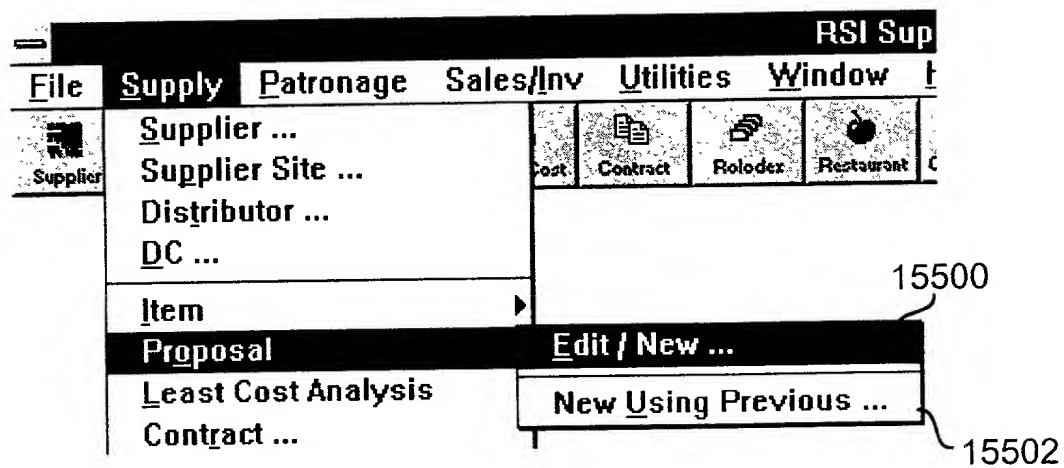 RSI Sup
File Supply Patronage Sales/Inv Utilities Window
Supplier Cost. Contract Rolodex Restaurant
Supplier ...
Supplier Site ...
Distributor ...
DC ...
15500
Item
Proposal Edit / New ...
Least Cost Analysis New Using Previous ...
Contract ...
15502